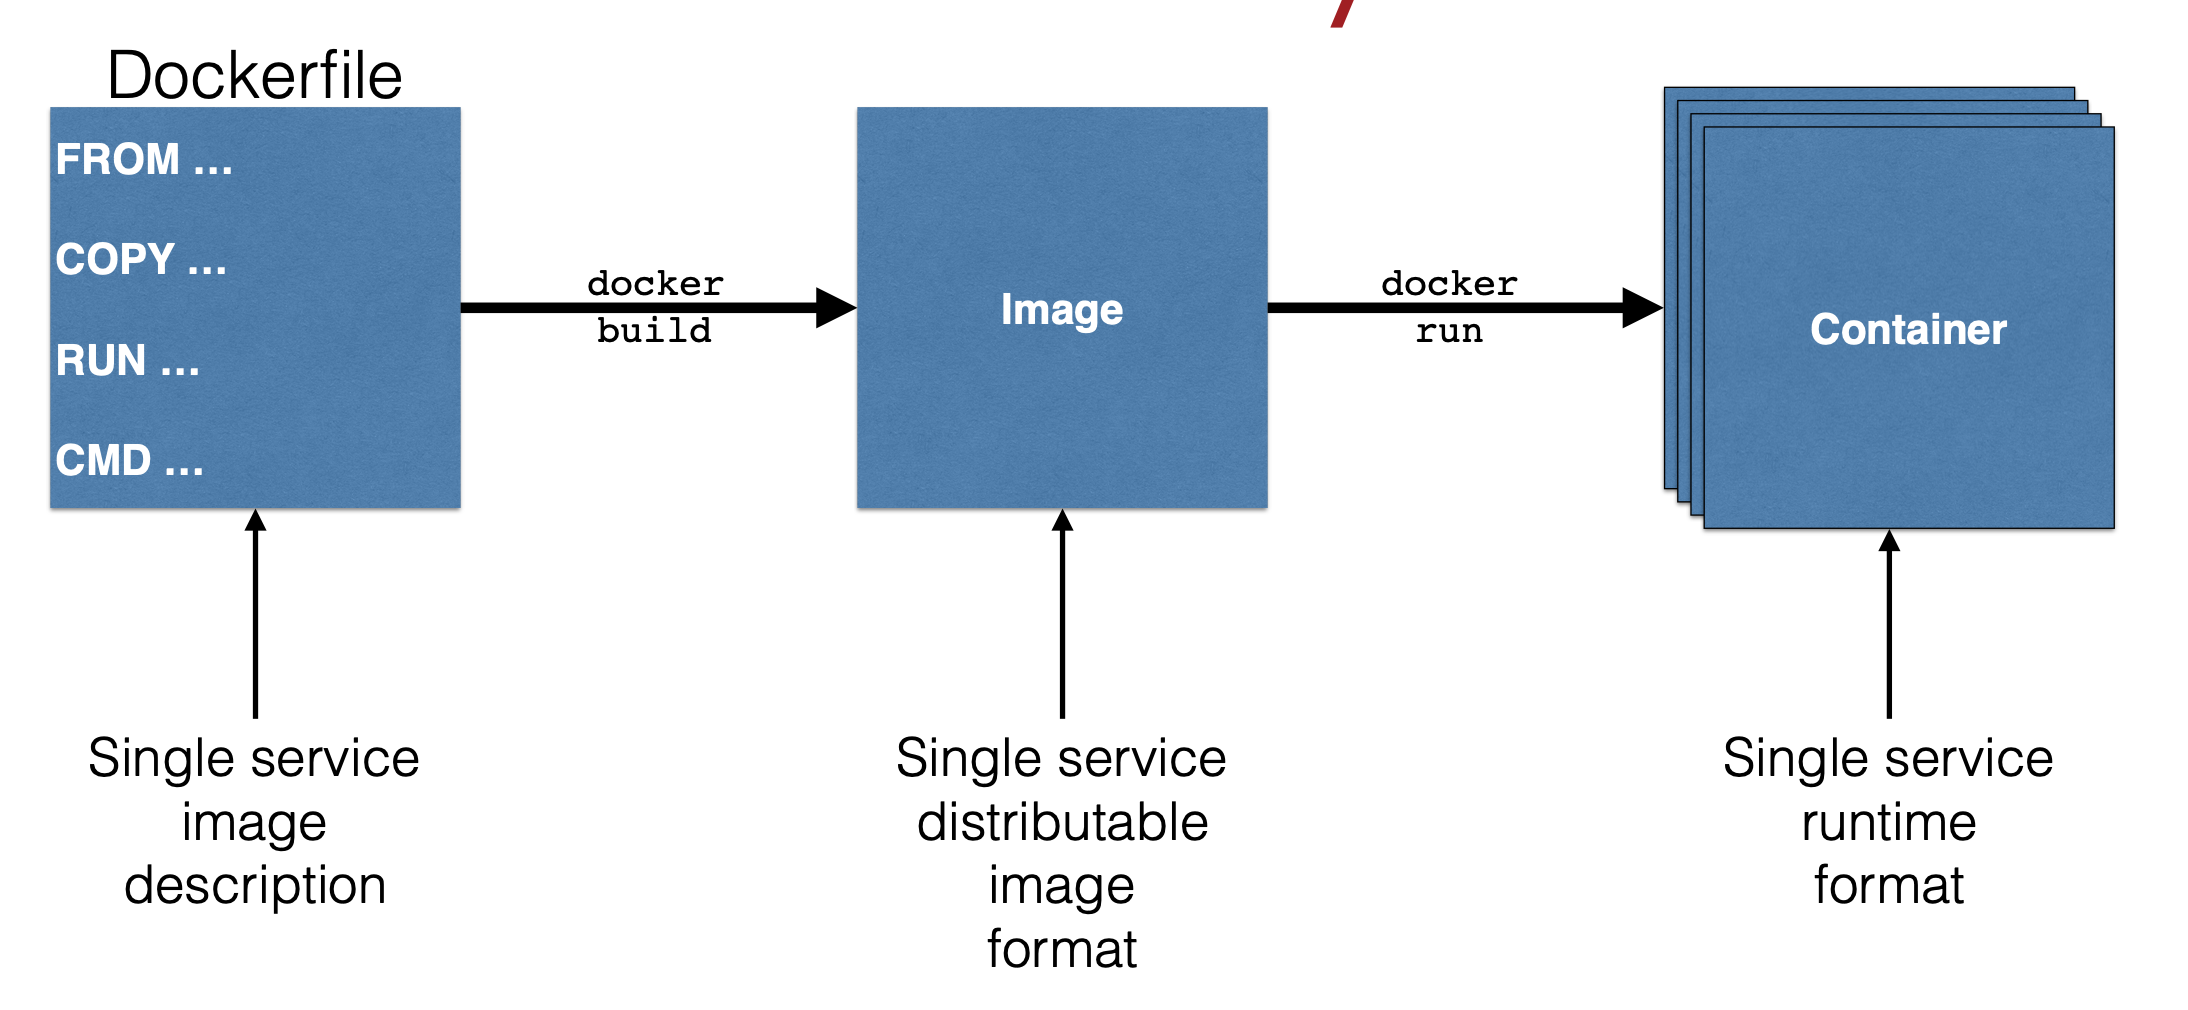 Dockerfile
FROM ...
COPY ...
RUN ...
CMD ...
docker
build
Image
docker
run
Container
Single service
image
description
Single service
distributable
image
format
Single service
runtime
format